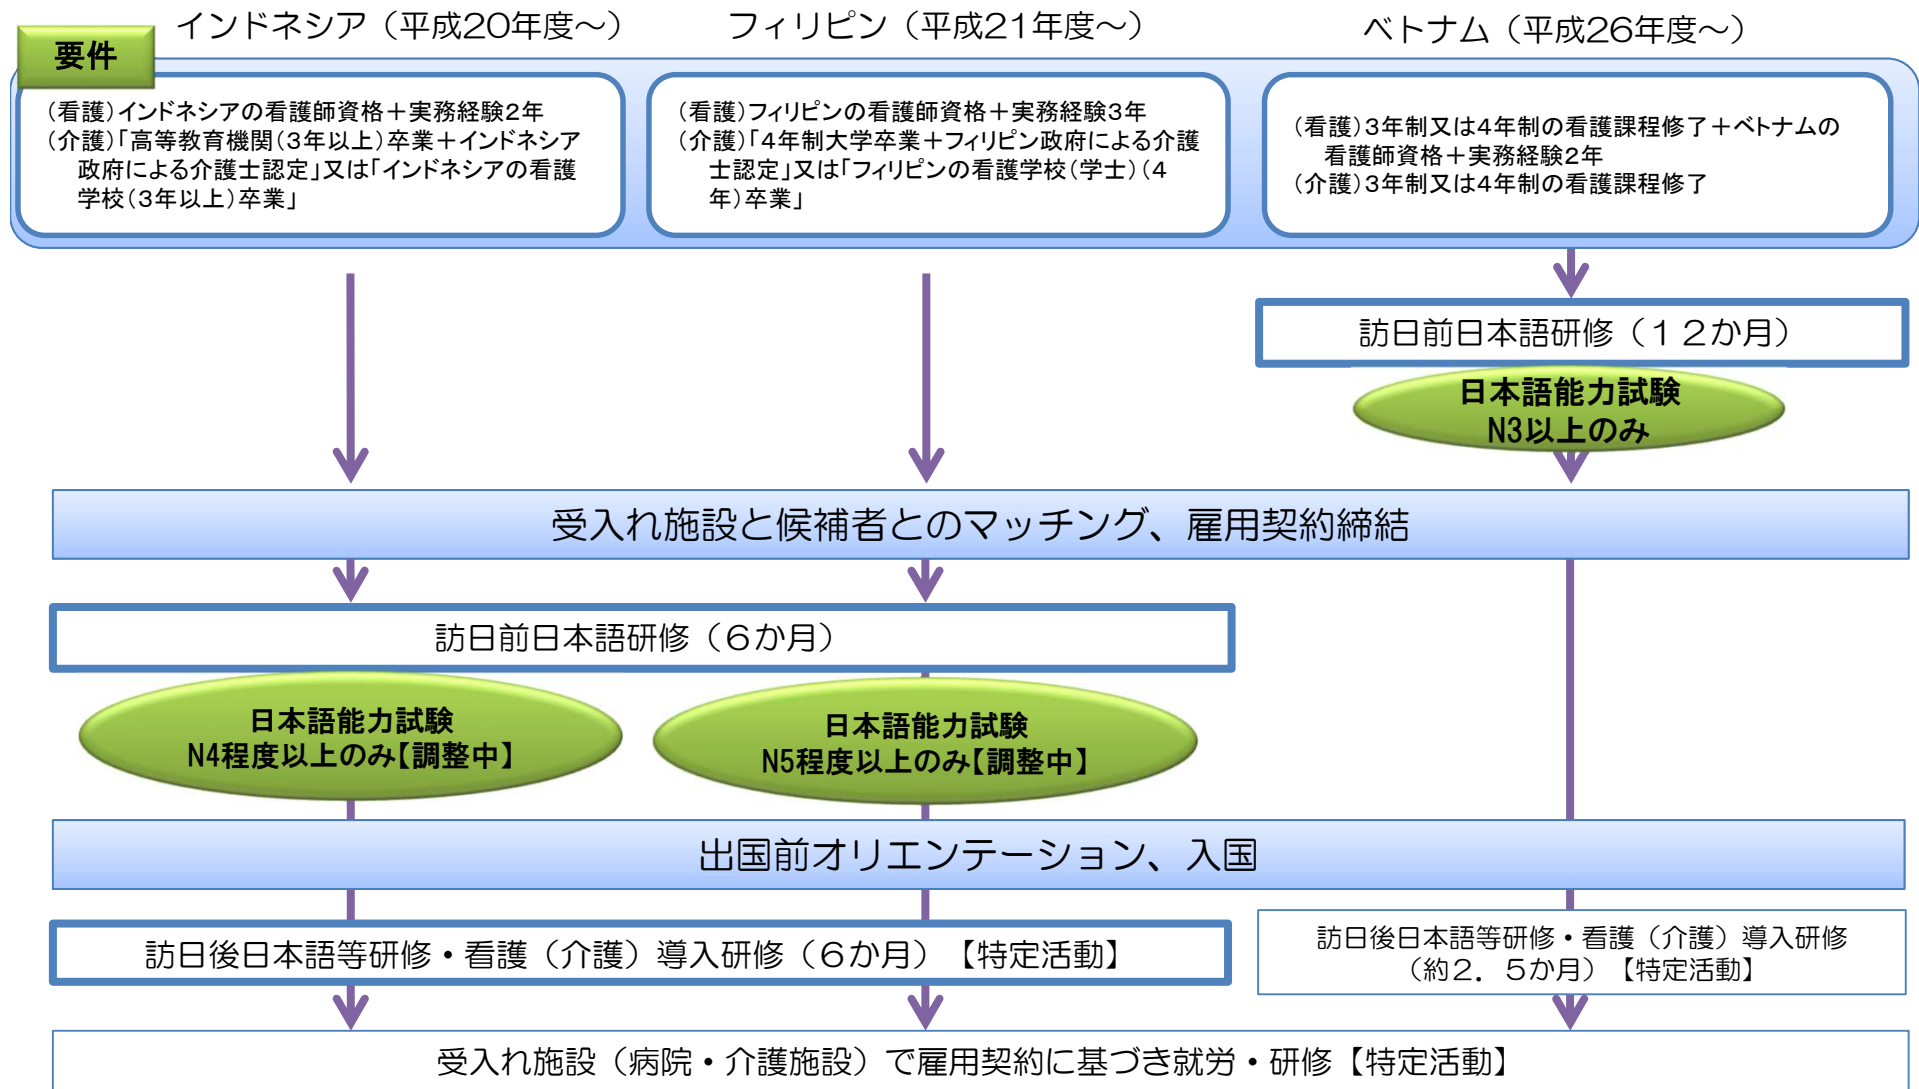 インドネシア（平成20年度～）
フィリピン（平成21年度～）
ベトナム（平成26年度～）
要件
（看護）インドネシアの看護師資格＋実務経験２年
（介護）「高等教育機関（３年以上）卒業＋インドネシア
政府による介護士認定」又は「インドネシアの看護
学校（３年以上）卒業」
（看護）フィリピンの看護師資格＋実務経験３年
（介護）「４年制大学卒業＋フィリピン政府による介護
士認定」又は「フィリピンの看護学校（学士）（４
年）卒業」
（看護）３年制又は４年制の看護課程修了＋ベトナムの
看護師資格＋実務経験２年
（介護）３年制又は４年制の看護課程修了
訪日前日本語研修（１２か月）
日本語能力試験
N3以上のみ
受入れ施設と候補者とのマッチング、雇用契約締結
訪日前日本語研修（６か月）
日本語能力試験
N4程度以上のみ【調整中】
日本語能力試験
N5程度以上のみ【調整中】
出国前オリエンテーション、入国
訪日後日本語等研修・看護（介護）導入研修（６か月）【特定活動】
訪日後日本語等研修・看護（介護）導入研修
（約２．５か月）【特定活動】
受入れ施設（病院・介護施設）で雇用契約に基づき就労・研修【特定活動】